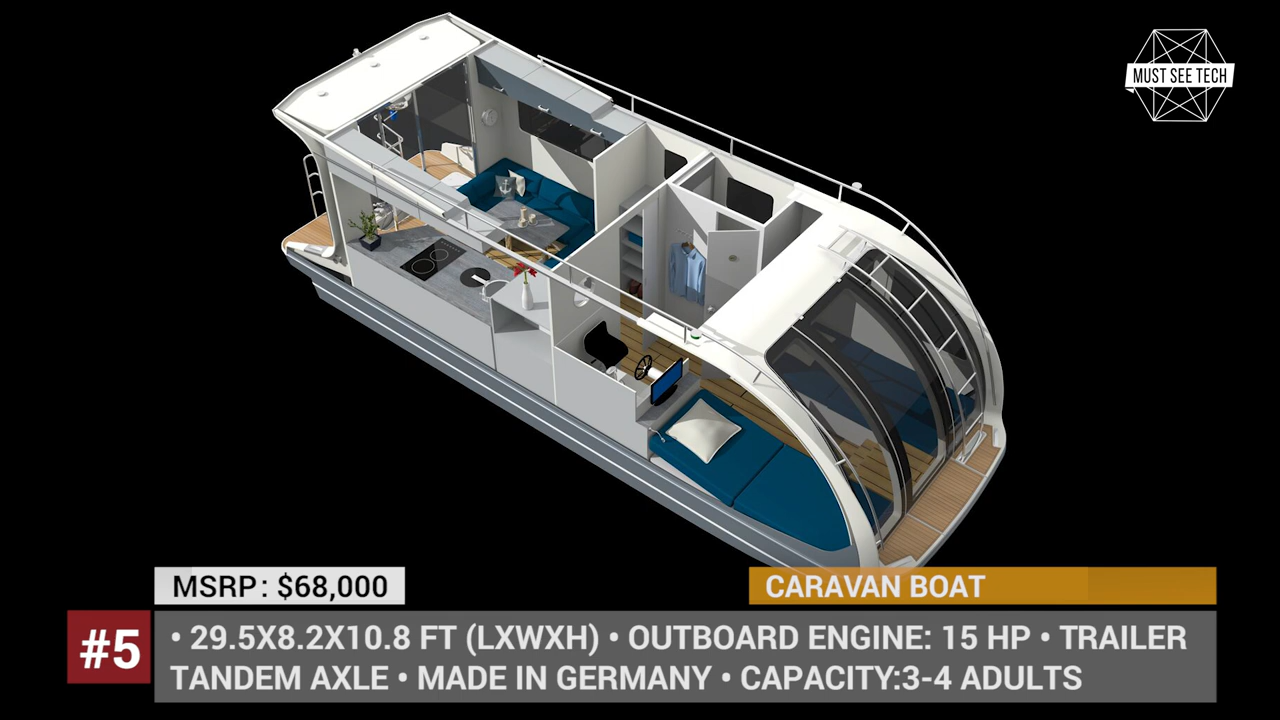 MUST SEE TECH
MSRP: $68,000
CARAVAN BOAT
#5
• 29.5X8.2X10.8 FT (LXWXH) • OUTBOARD ENGINE: 15 HP • TRAILER
TANDEM AXLE • MADE IN GERMANY • CAPACITY:3-4 ADULTS